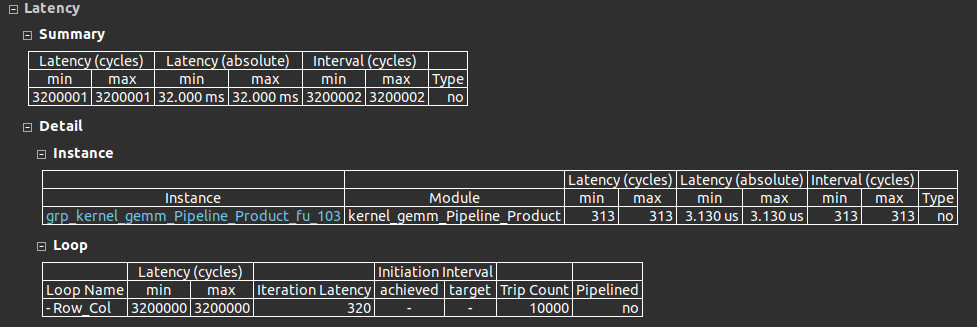 Latency
Summary
Latency (cycles) Latency (absolute) Interval (cycles)
min max min max min max Type
3200001 3200001 32.000 ms 32.000 ms 3200002 3200002 no
Detail
Instance
Latency (cycles) Latency (absolute) Interval (cycles)
Instance Module min max min max min max Type
grp_kernel_gemm_Pipeline_Product_fu_103 kernel_gemm_Pipeline_Product 313 313 3.130 us 3.130 us 313 313 no
Loop
Latency (cycles) Initiation Interval
Loop Name min max Iteration Latency achieved target Trip Count Pipelined
- Row_Col 3200000 3200000 320 - - 10000 no